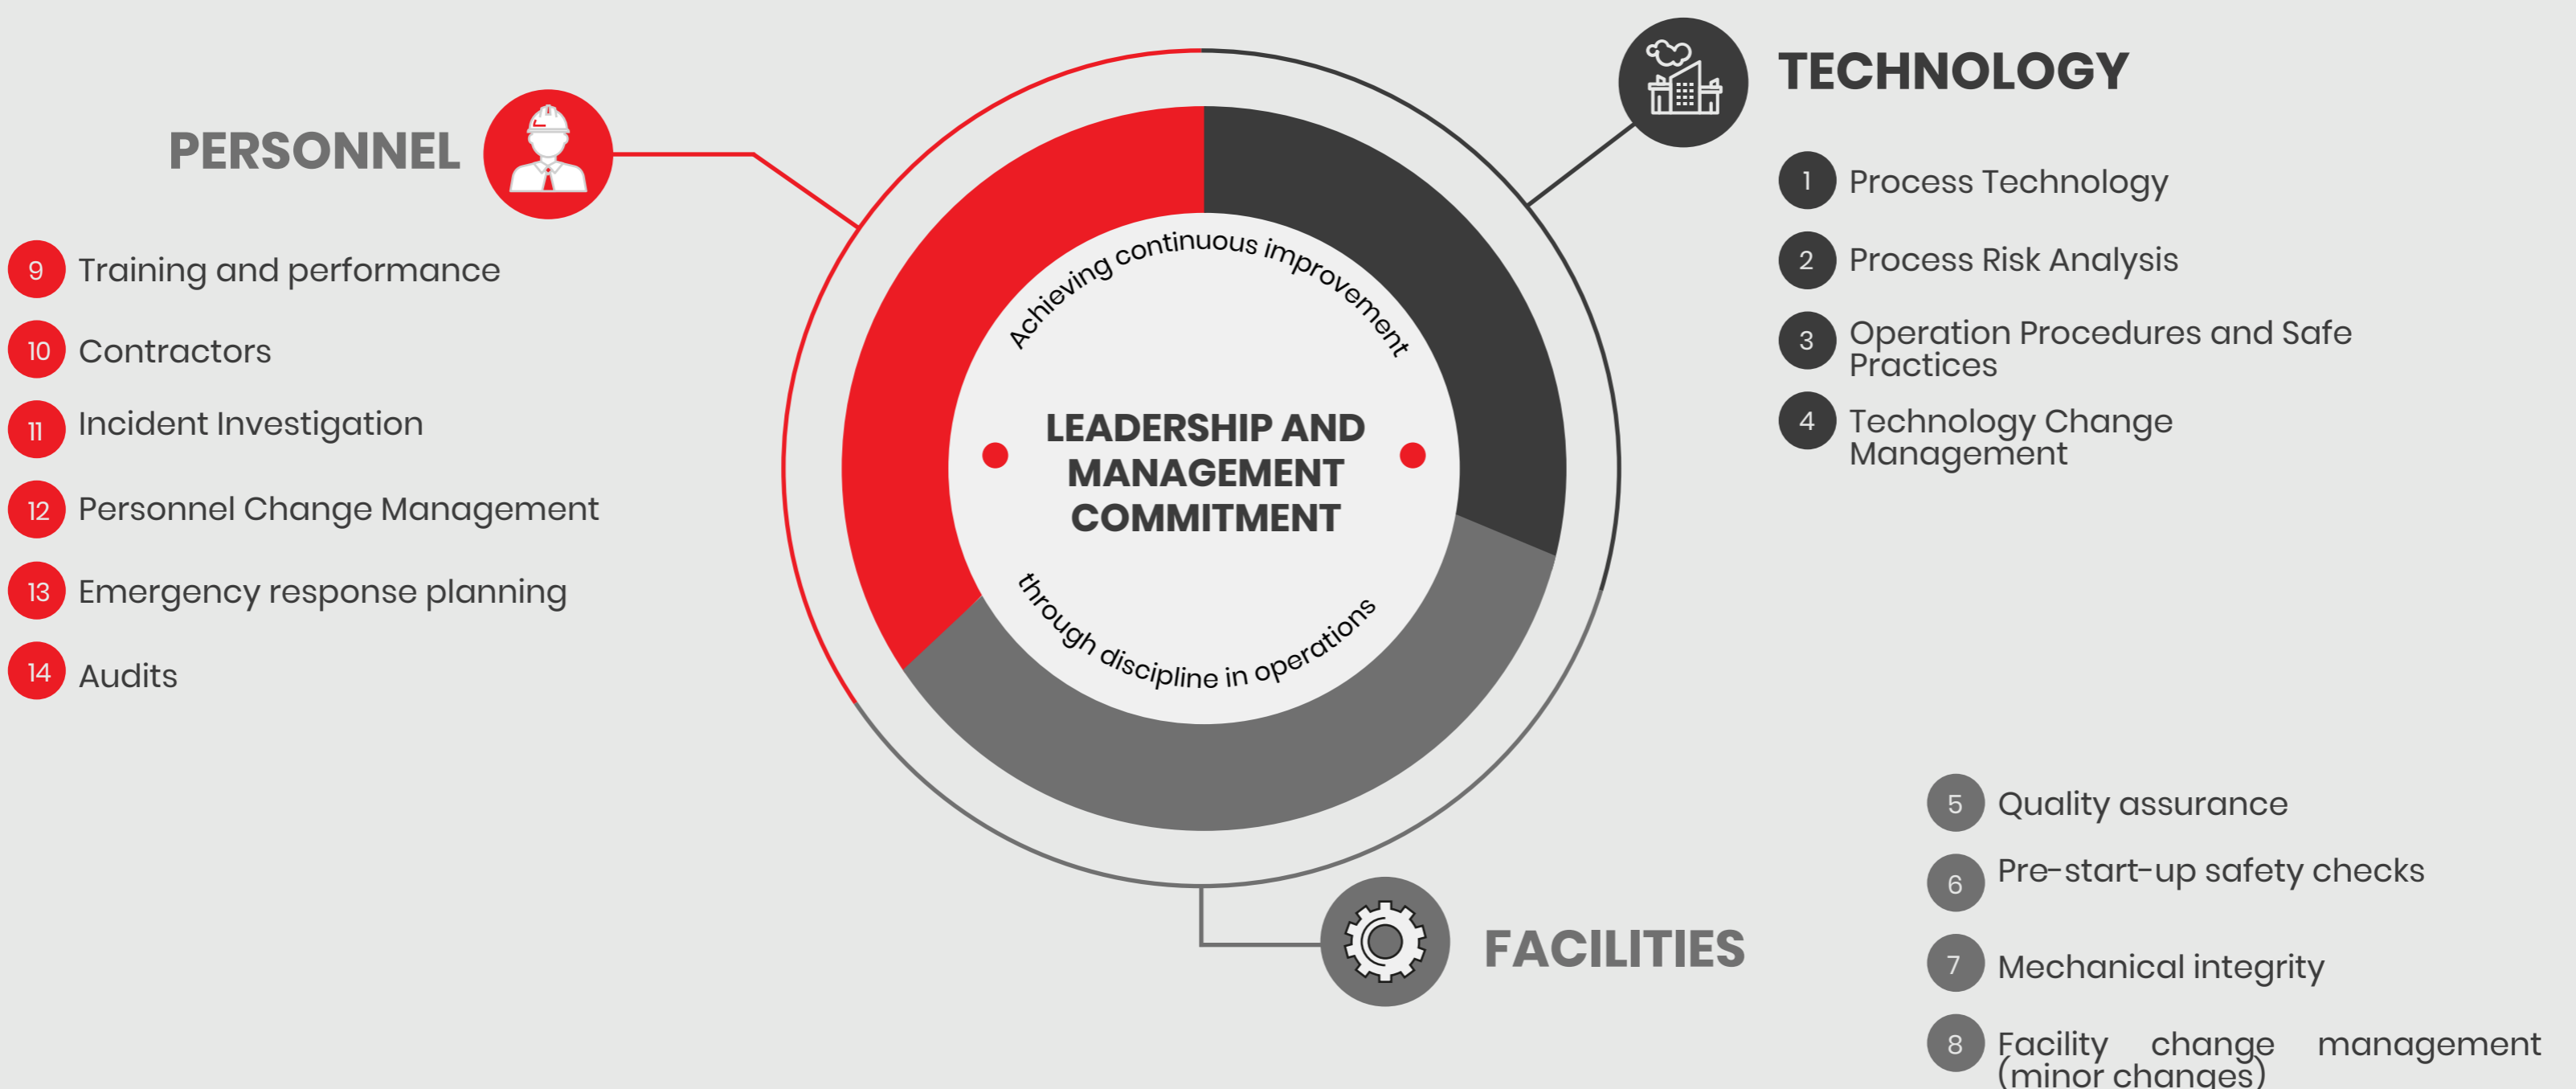 TECHNOLOGY
1 Process Technology
2 Process Risk Analysis
3 Operation Procedures and Safe
Practices
4 Technology Change
Management
FACILITIES
5 Quality assurance
6 Pre-start-up safety checks
7 Mechanical integrity
8 Facility change management
(minor changes)
PERSONNEL
9 Training and performance
10 Contractors
11 Incident Investigation
12 Personnel Change Management
13 Emergency response planning
14 Audits
Achieving continuous improvement
LEADERSHIP AND
MANAGEMENT
COMMITMENT
through discipline in operations